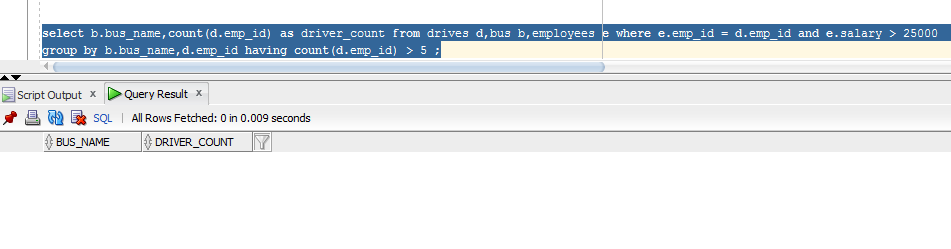 select b.bus_name,count(d.emp_id) as driver_count from drives d,bus b,employees e where e.emp_id = d.emp_id and e.salary > 25000
group by b.bus_name,d.emp_id having count(d.emp_id) > 5 ;
Script Output x Query Result x
SQL | All Rows Fetched: 0 in 0.009 seconds
BUS_NAME DRIVER_COUNT